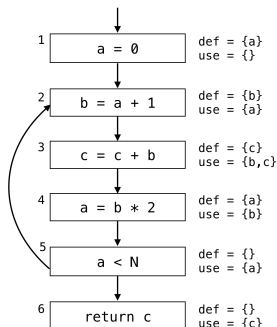 1
a = 0
def = {a}
use = {}
2
b = a + 1
def = {b}
use = {a}
3
c = c + b
def = {c}
use = {b,c}
4
a = b * 2
def = {a}
use = {b}
5
a < N
def = {}
use = {a}
6
return c
def = {}
use = {c}